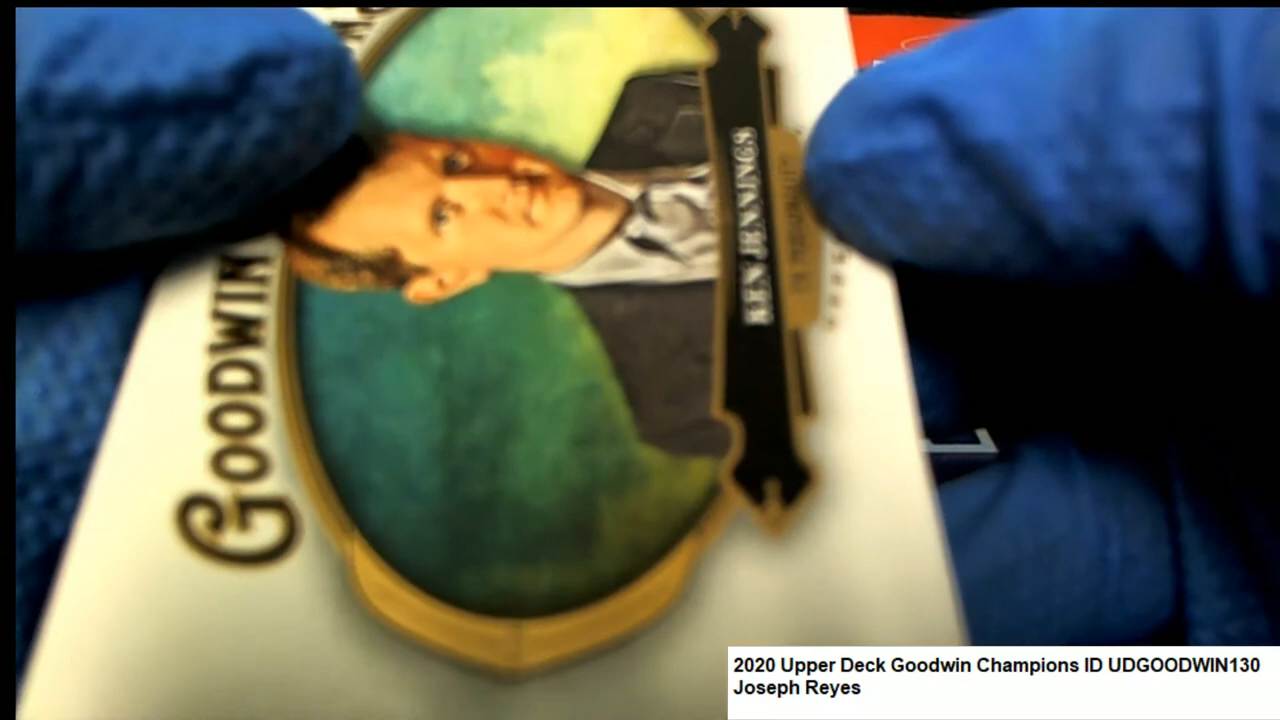 GOODWIN
KEN JENNINGS
2020 Upper Deck Goodwin Champions ID UDGOODWIN130
Joseph Reyes